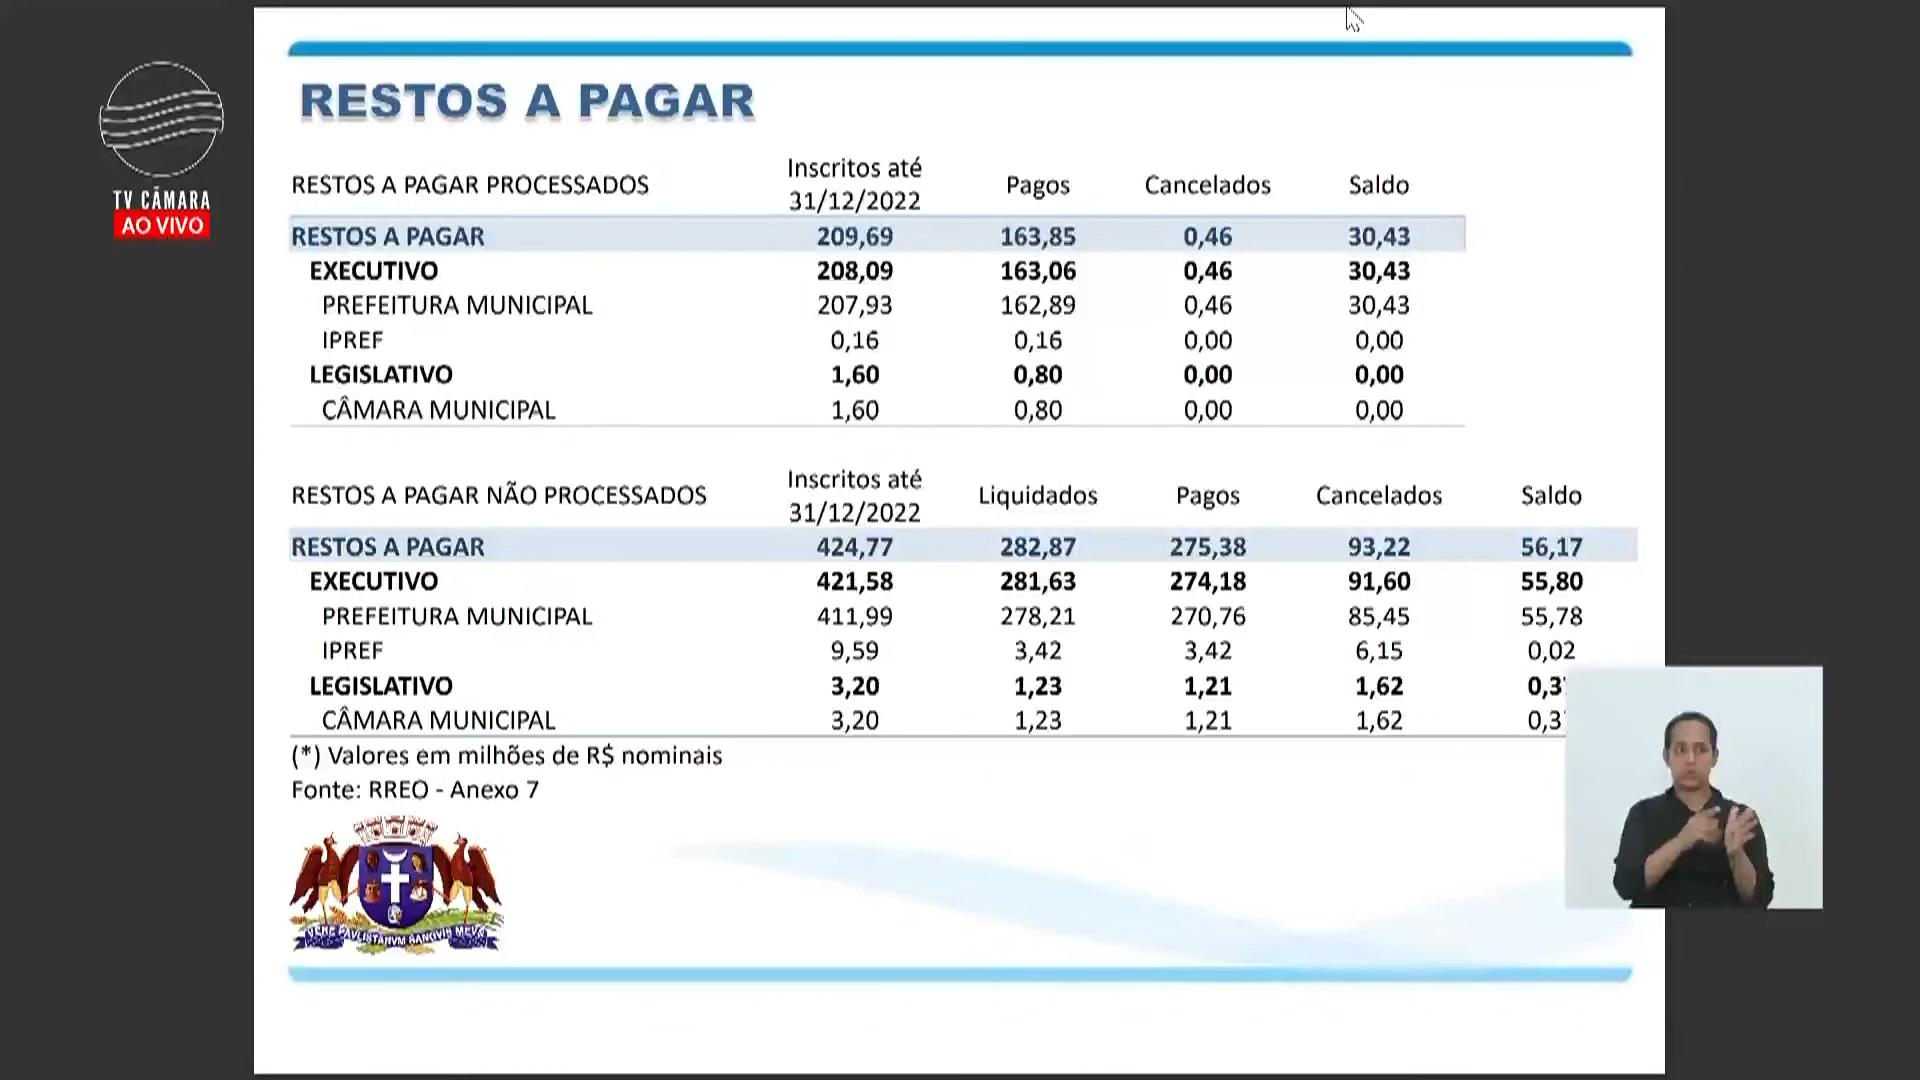 TV CÂMARA
AO VIVO
RESTOS A PAGAR
RESTOS A PAGAR PROCESSADOS Inscritos até 31/12/2022 Pagos Cancelados Saldo
RESTOS A PAGAR 209,69 163,85 0,46 30,43
EXECUTIVO 208,09 163,06 0,46 30,43
PREFEITURA MUNICIPAL 207,93 162,89 0,46 30,43
IPREF 0,16 0,16 0,00 0,00
LEGISLATIVO 1,60 0,80 0,00 0,00
CÂMARA MUNICIPAL 1,60 0,80 0,00 0,00
RESTOS A PAGAR NÃO PROCESSADOS Inscritos até 31/12/2022 Liquidados Pagos Cancelados Saldo
RESTOS A PAGAR 424,77 282,87 275,38 93,22 56,17
EXECUTIVO 421,58 281,63 274,18 91,60 55,80
PREFEITURA MUNICIPAL 411,99 278,21 270,76 85,45 55,78
IPREF 9,59 3,42 3,42 6,15 0,02
LEGISLATIVO 3,20 1,23 1,21 1,62
CÂMARA MUNICIPAL 3,20 1,23 1,21 1,62
(*) Valores em milhões de R$ nominais
Fonte: RREO - Anexo 7
VERE PAVLISTANVM SANGVIS MEVS